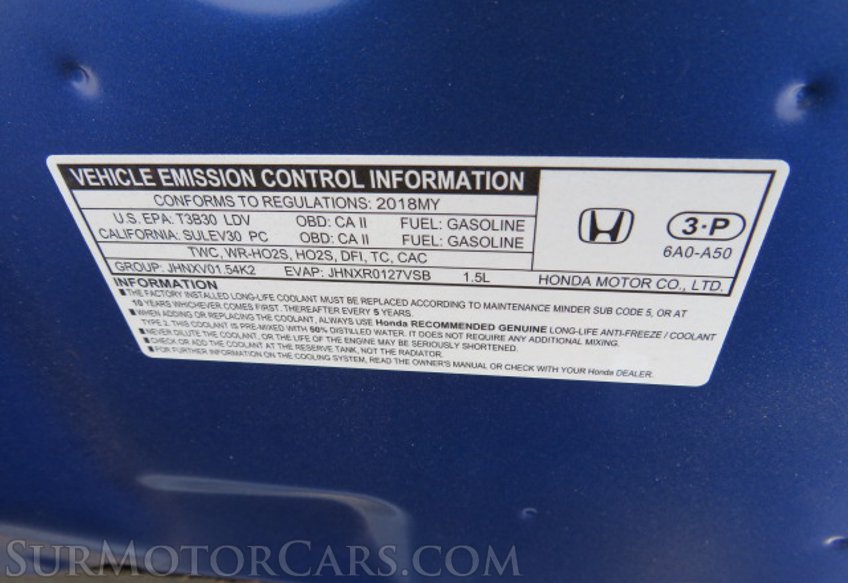 VEHICLE EMISSION CONTROL INFORMATION
CONFORMS TO REGULATIONS: 2018MY
U.S. EPA: T3B30 LDV OBD: CA II FUEL: GASOLINE
CALIFORNIA: SULEV30 PC OBD: CA II FUEL: GASOLINE
TWC, WR-HO2S, HO2S, DFI, TC, CAC
GROUP: JHNXV01.54K2 EVAP: JHNXR0127VSB 1.5L
3·P
6A0-A50
HONDA MOTOR CO., LTD.
INFORMATION
■ THE FACTORY INSTALLED LONG-LIFE COOLANT MUST BE REPLACED ACCORDING TO MAINTENANCE MINDER SUB CODE 5, OR AT
10 YEARS WHICHEVER COMES FIRST. THEREAFTER EVERY 5 YEARS.
■ WHEN ADDING OR REPLACING THE COOLANT, ALWAYS USE Honda RECOMMENDED GENUINE LONG-LIFE ANTI-FREEZE / COOLANT
TYPE 2. THIS COOLANT IS PRE-MIXED WITH 50% DISTILLED WATER. IT DOES NOT REQUIRE ANY ADDITIONAL MIXING.
■ NEVER DILUTE THE COOLANT, OR THE LIFE OF THE ENGINE MAY BE SERIOUSLY SHORTENED.
■ CHECK OR ADD THE COOLANT AT THE RESERVE TANK, NOT THE RADIATOR.
■ FOR FURTHER INFORMATION ON THE COOLING SYSTEM, READ THE OWNER'S MANUAL OR CHECK WITH YOUR Honda DEALER.
SURMOTORCARS.COM